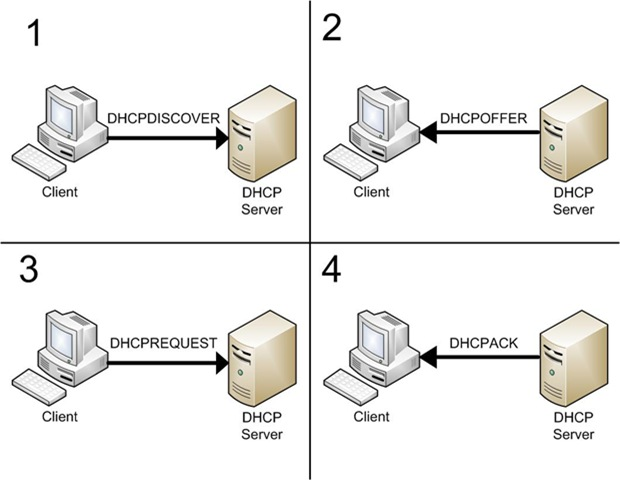 1
DHCPDISCOVER
Client
DHCP
Server
2
DHCPOFFER
Client
DHCP
Server
3
DHCPREQUEST
Client
DHCP
Server
4
DHCPACK
Client
DHCP
Server